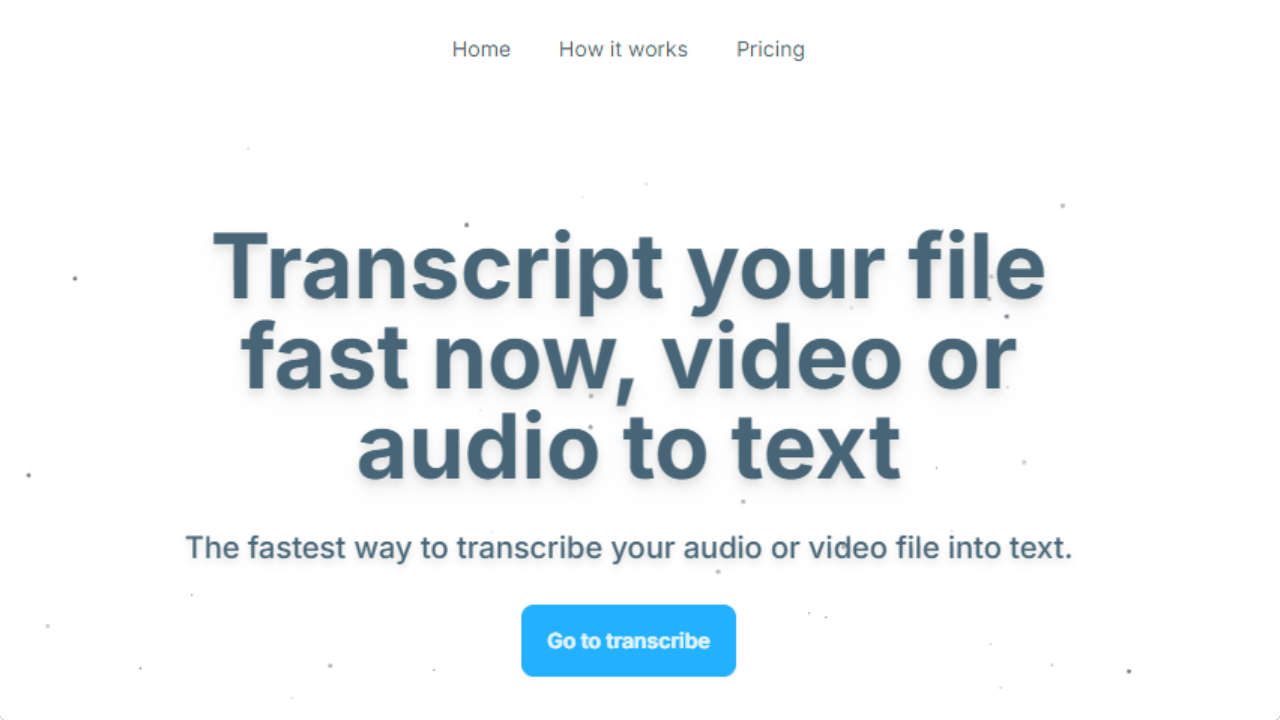 Home How it works Pricing
Transcript your file
fast now, video or
audio to text
The fastest way to transcribe your audio or video file into text.
Go to transcribe